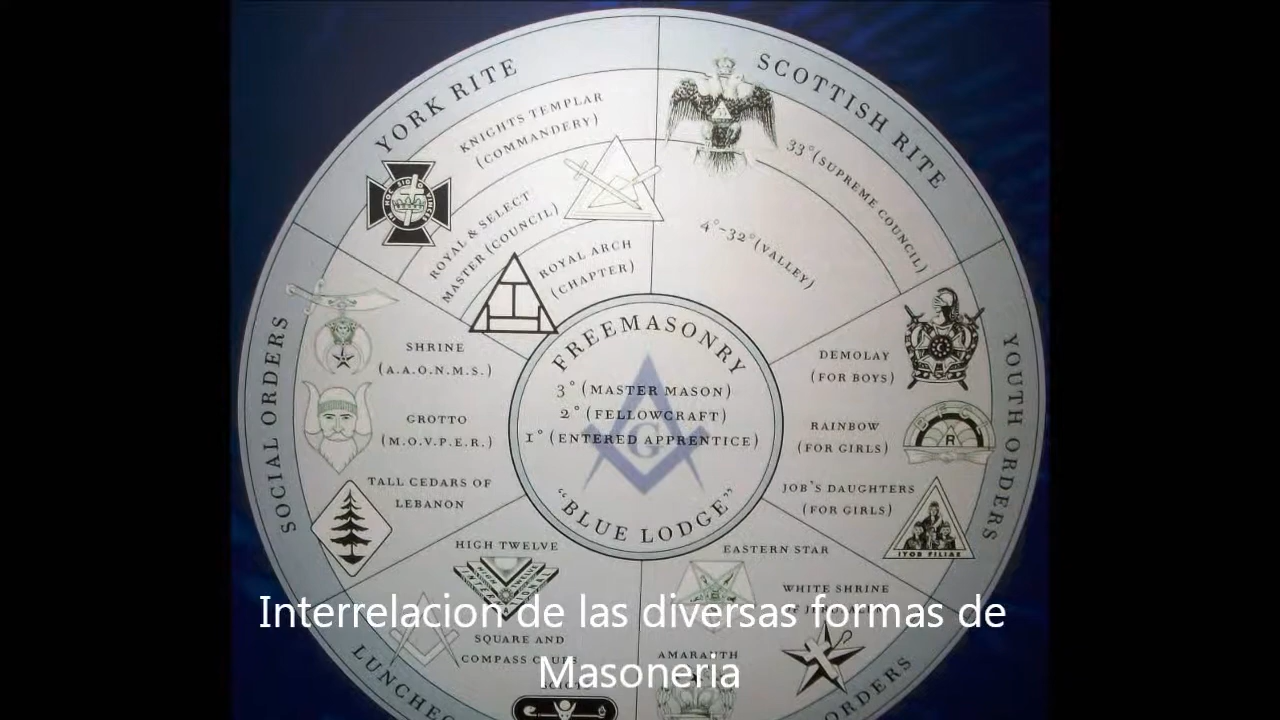 YORK RITE
KNIGHTS TEMPLAR
(COMMANDERY)
ROYAL & SELECT
MASTER (COUNCIL)
ROYAL ARCH
(CHAPTER)
SCOTTISH RITE
33° (SUPREME COUNCIL)
4°-32° (VALLEY)
SOCIAL ORDERS
SHRINE
(A.A.O.N.M.S.)
GROTTO
(M.O.V.P.E.R.)
TALL CEDARS OF
LEBANON
FREEMASONRY
3° (MASTER MASON)
2° (FELLOWCRAFT)
1° (ENTERED APPRENTICE)
G
"BLUE LODGE"
YOUTH ORDERS
DEMOLAY
(FOR BOYS)
RAINBOW
(FOR GIRLS)
R
JOB'S DAUGHTERS
(FOR GIRLS)
IYOB FILIAE
HIGH TWELVE
HIGH TWELVE
SQUARE AND
COMPASS
EASTERN STAR
WHITE SHRINE
AMARANTH
ORDERS
Interrelacion de las diversas formas de
Masoneria